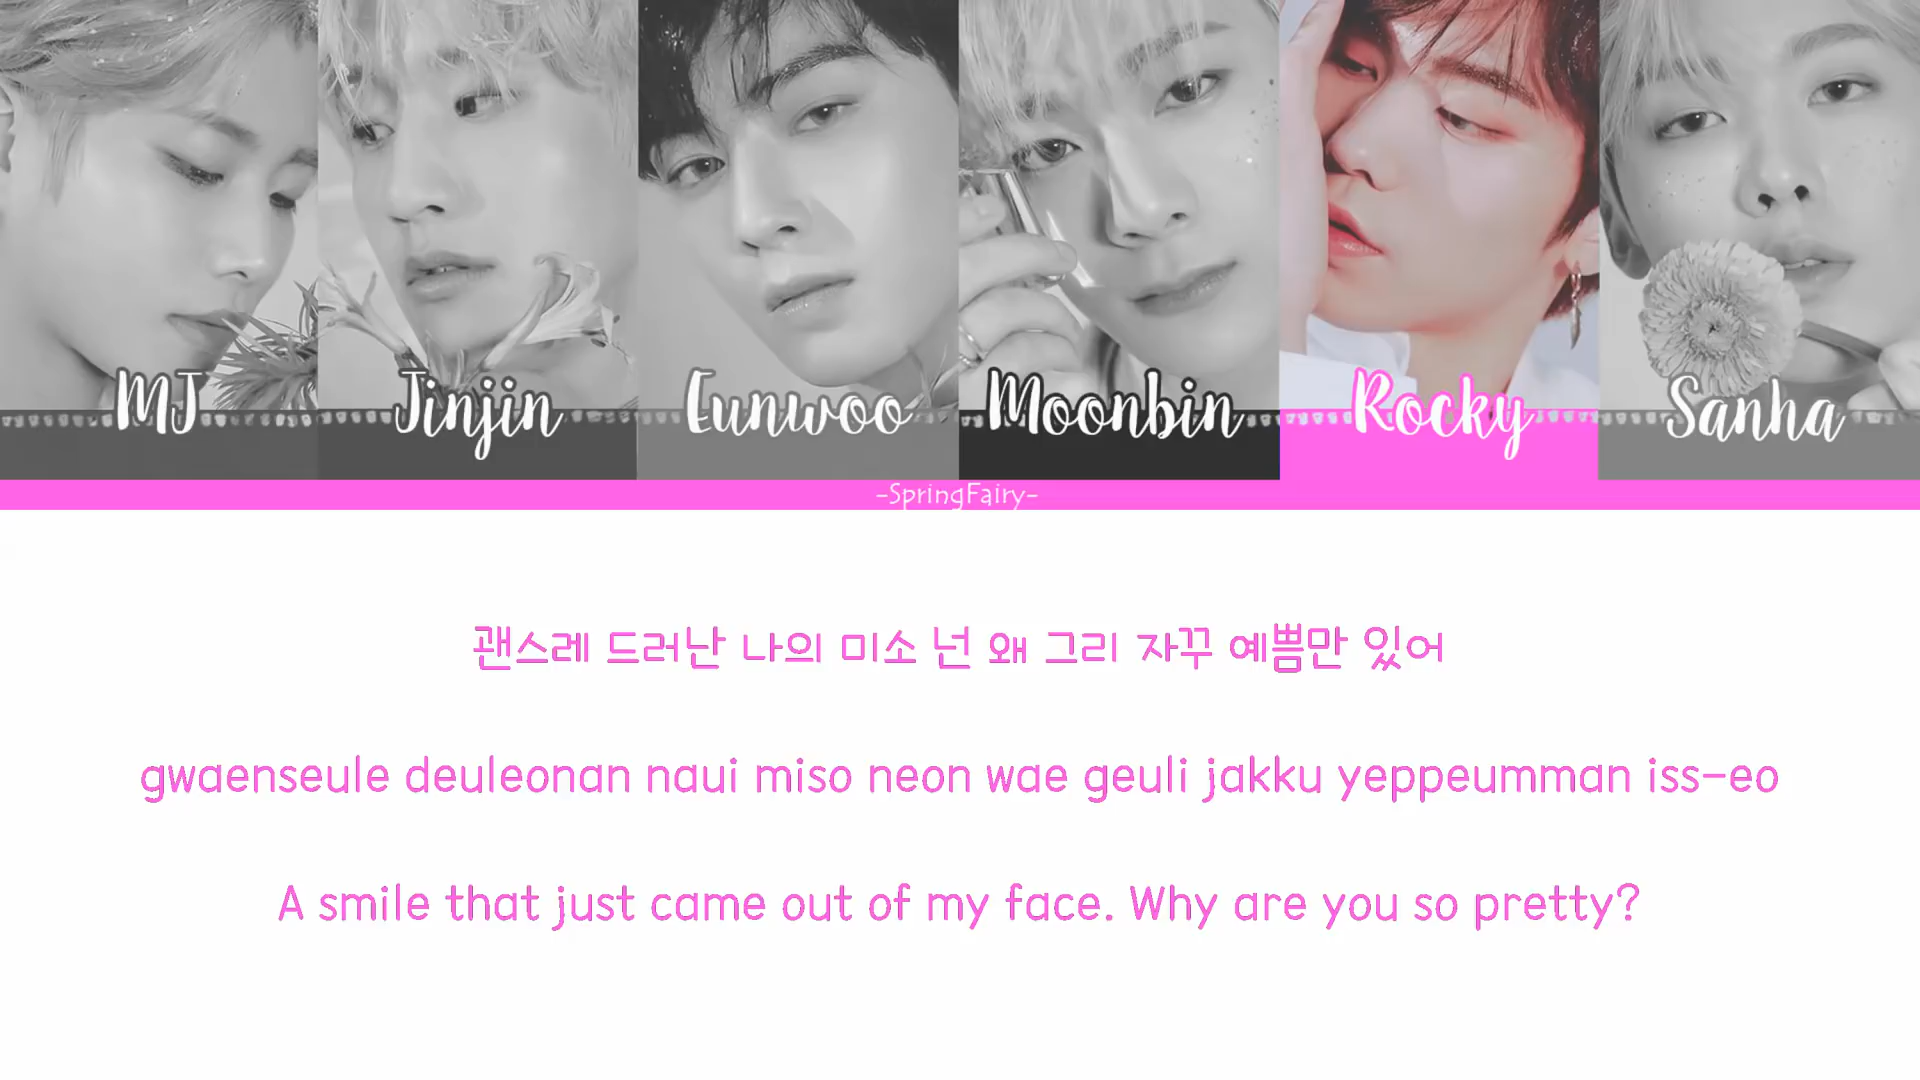 MJ Jinjin Eunwoo Moonbin Rocky Sanha
-SpringFairy-
괜스레 드러난 나의 미소 넌 왜 그리 자꾸 예쁨만 있어
gwaenseule deuleonan naui miso neon wae geuli jakku yeppeumman iss-eo
A smile that just came out of my face. Why are you so pretty?